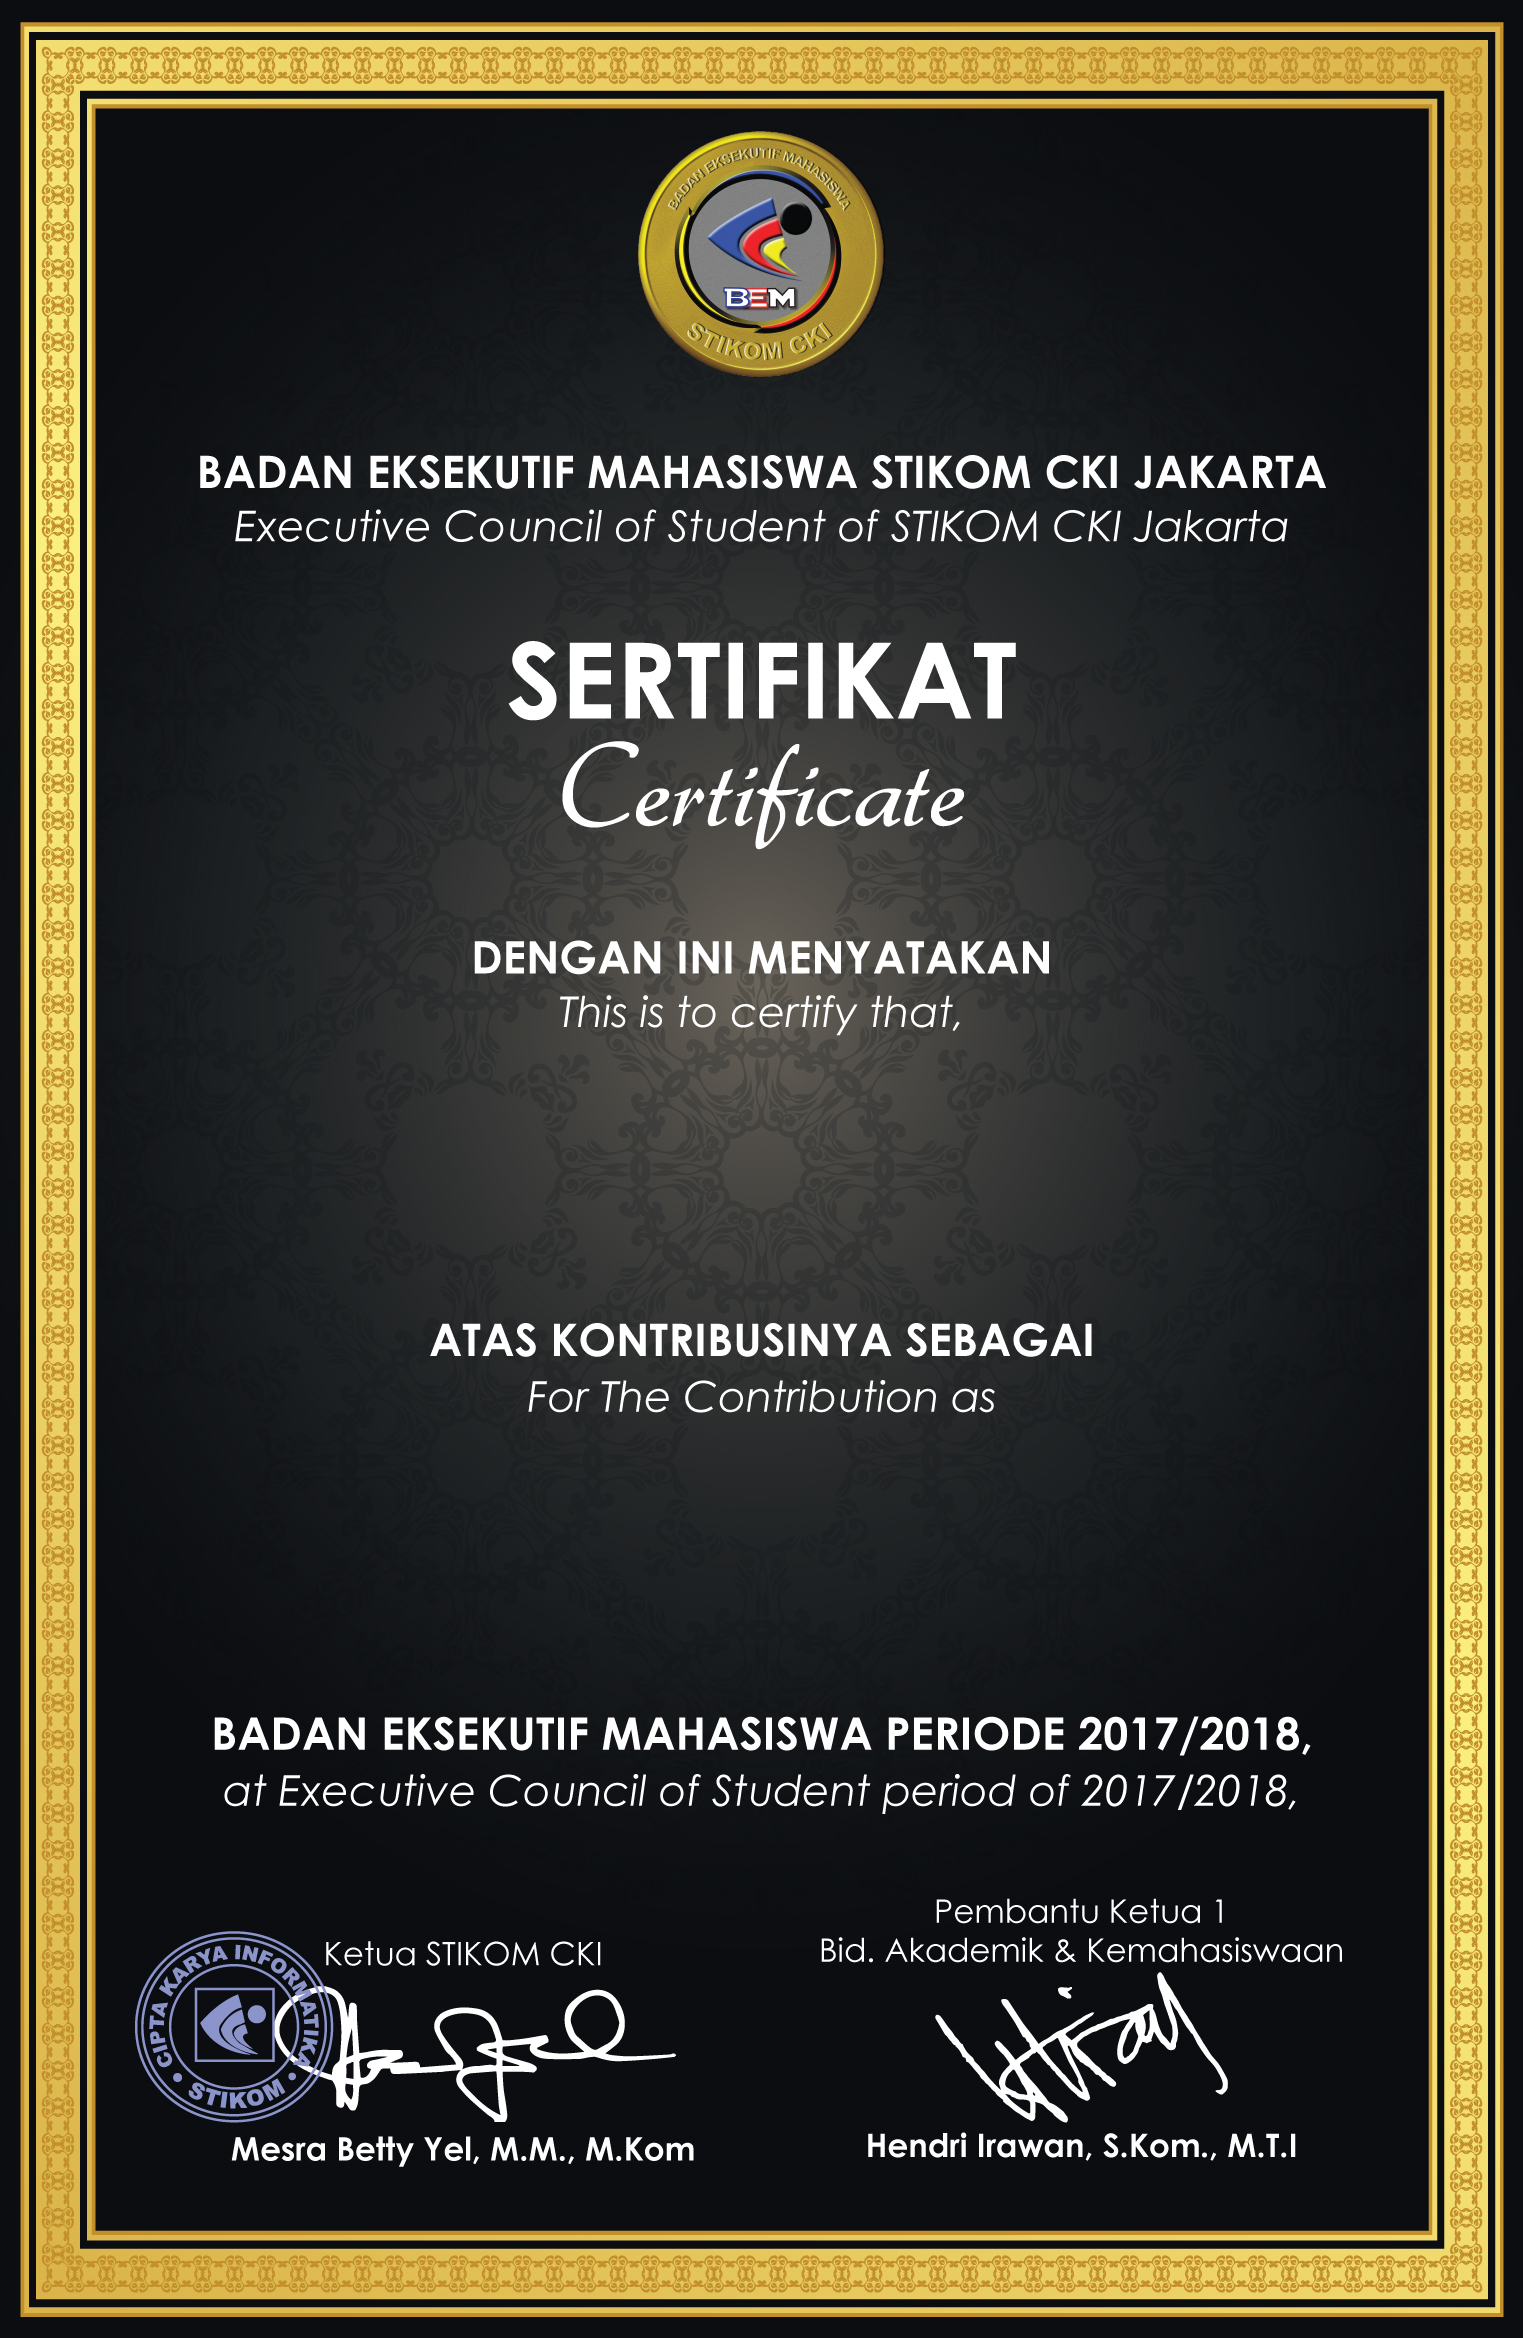 BADAN EKSEKUTIF MAHASISWA
BEM
STIKOM CKI
BADAN EKSEKUTIF MAHASISWA STIKOM CKI JAKARTA
Executive Council of Student of STIKOM CKI Jakarta
SERTIFIKAT
Certificate
DENGAN INI MENYATAKAN
This is to certify that,
ATAS KONTRIBUSINYA SEBAGAI
For The Contribution as
BADAN EKSEKUTIF MAHASISWA PERIODE 2017/2018,
at Executive Council of Student period of 2017/2018,
Ketua STIKOM CKI
CIPTA KARYA INFORMATIKA
• STIKOM •
Mesra Betty Yel, M.M., M.Kom
Pembantu Ketua 1
Bid. Akademik & Kemahasiswaan
Hendri Irawan, S.Kom., M.T.I